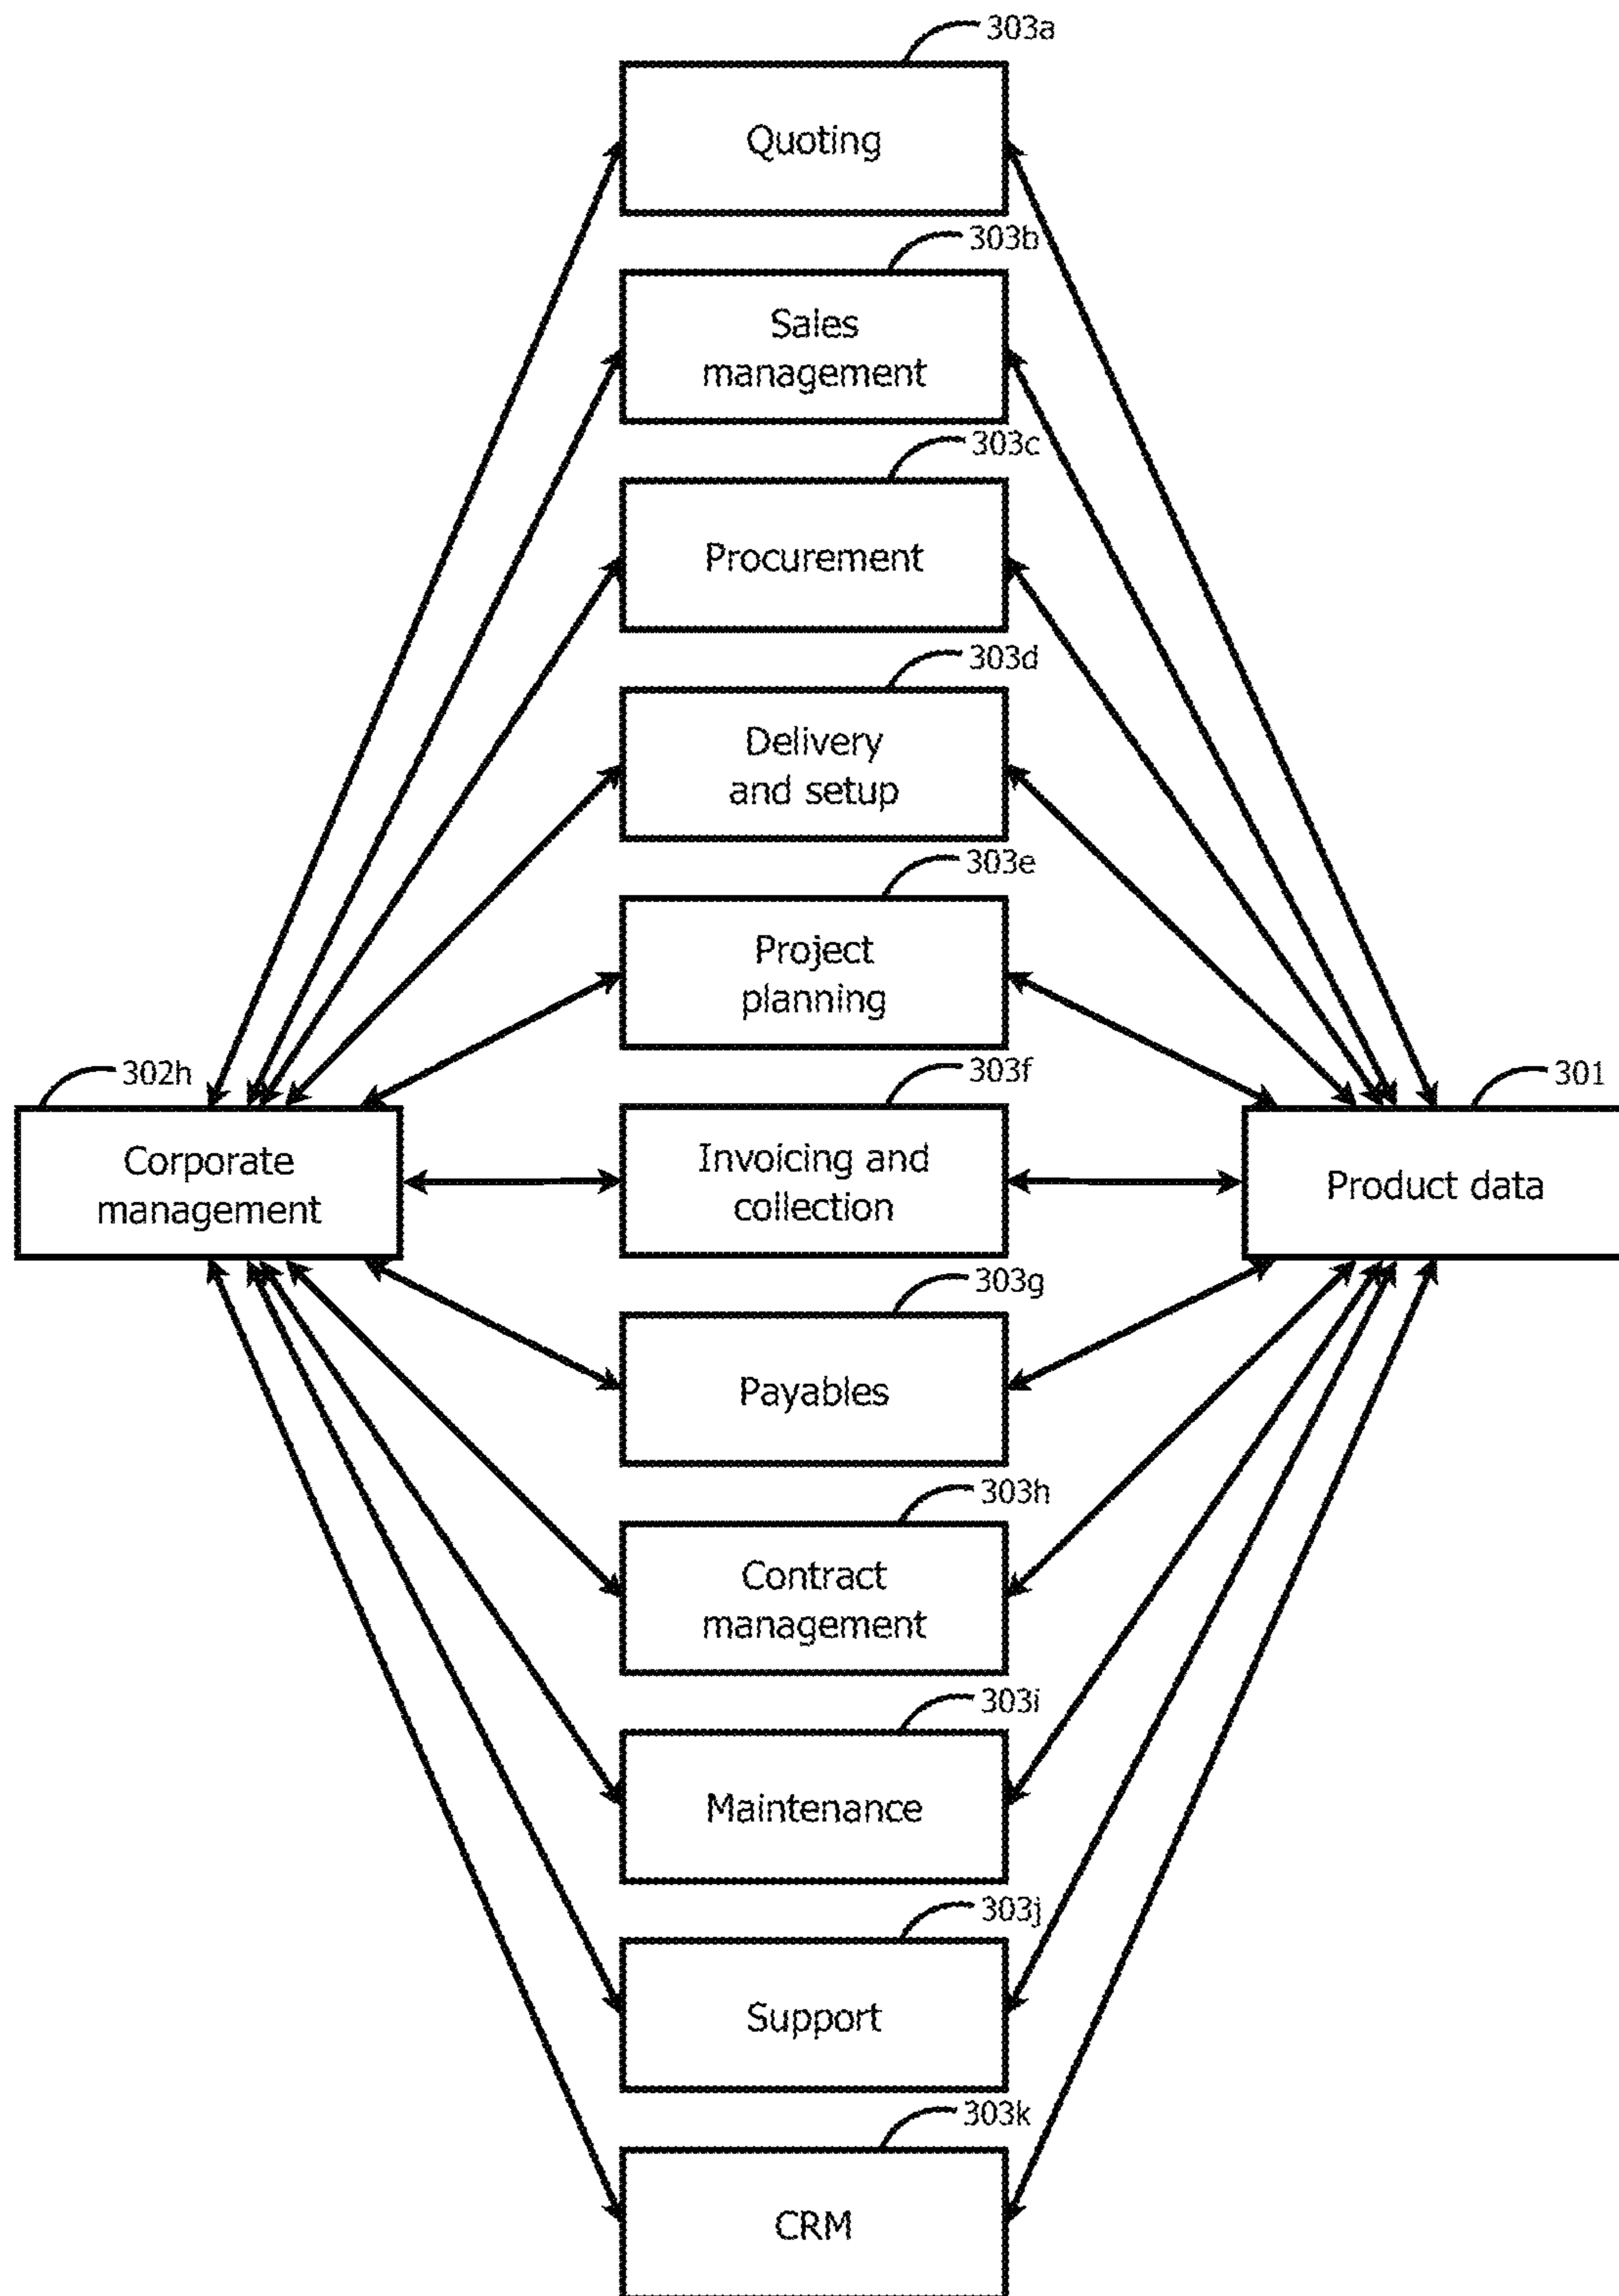 303a
Quoting
303b
Sales
management
303c
Procurement
303d
Delivery
and setup
303e
Project
planning
302h
Corporate
management
303f
Invoicing and
collection
301
Product data
303g
Payables
303h
Contract
management
303i
Maintenance
303j
Support
303k
CRM